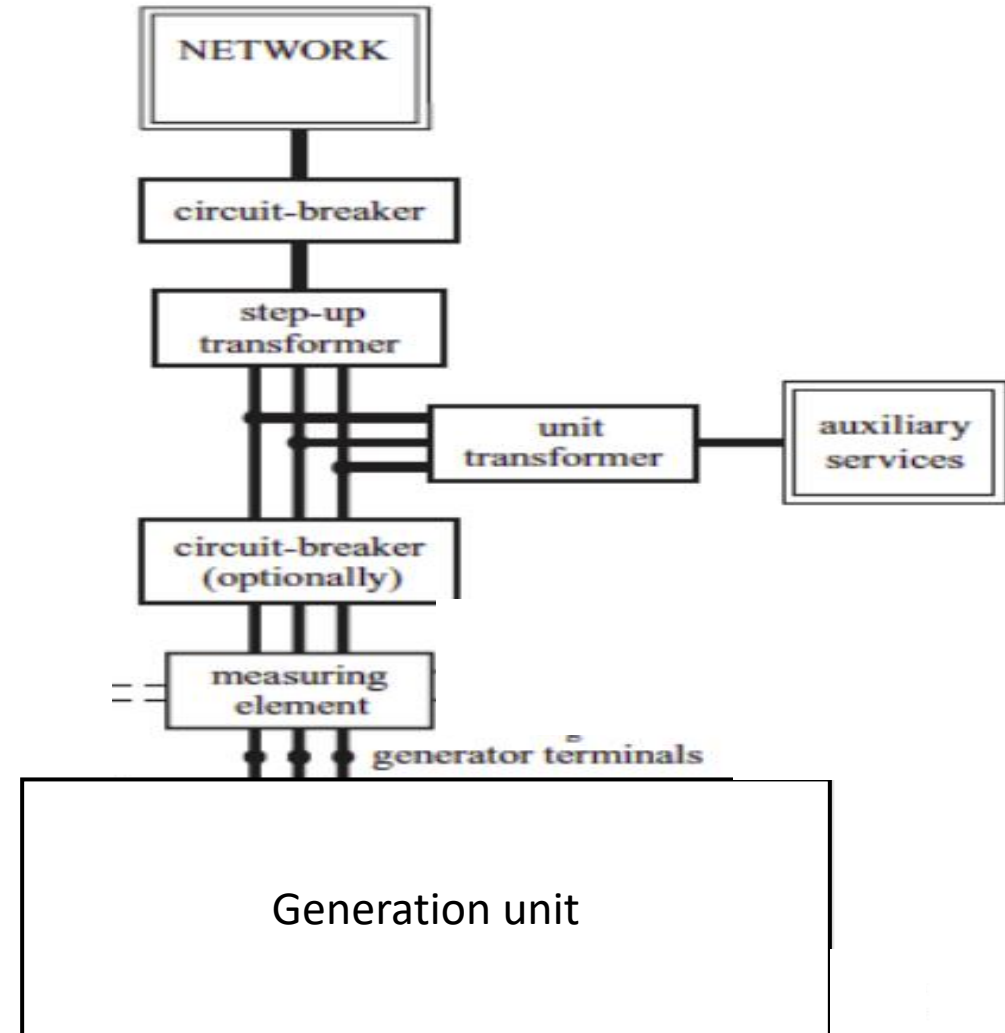 NETWORK
circuit-breaker
step-up
transformer
unit
transformer
auxiliary
services
circuit-breaker
(optionally)
measuring
element
generator terminals
Generation unit